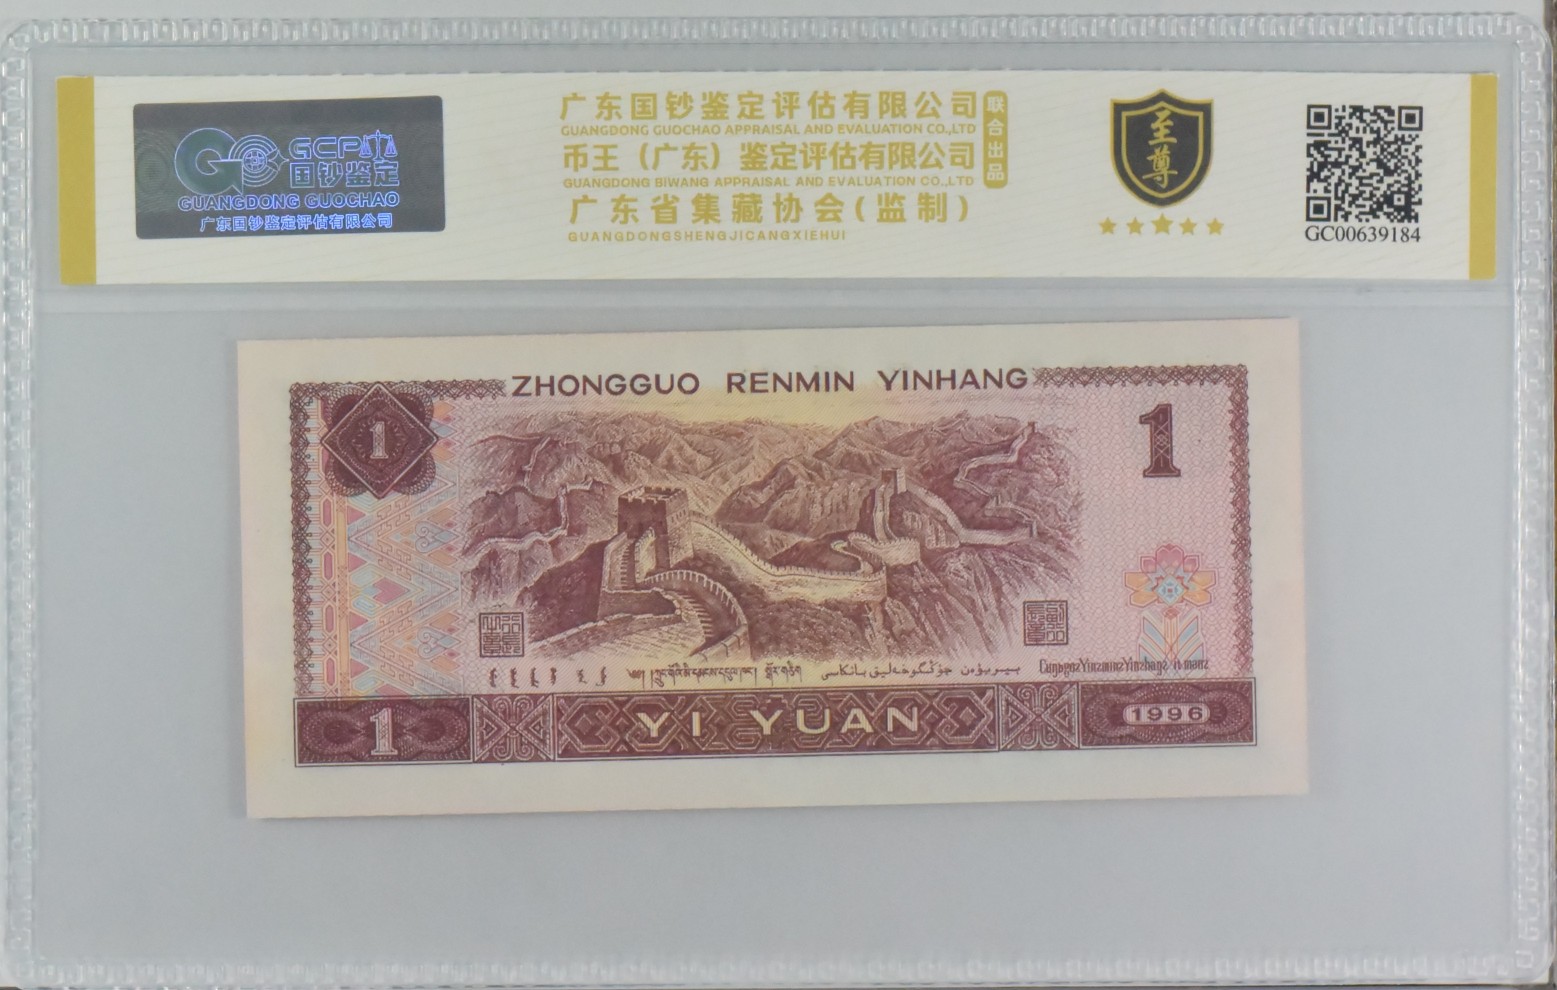 GCP
国钞鉴定
GUANGDONG GUOCHAO
广东国钞鉴定评估有限公司
广东国钞鉴定评估有限公司
GUANGDONG GUOCHAO APPRAISAL AND EVALUATION CO.,LTD
币王（广东）鉴定评估有限公司
GUANGDONG BIWANG APPRAISAL AND EVALUATION CO.,LTD
联合出品
广东省集藏协会(监制)
GUANGDONGSHENGJICANGXIEHUI
至尊
GC00639184
ZHONGGUO RENMIN YINHANG
1
1
YI YUAN
1
1996